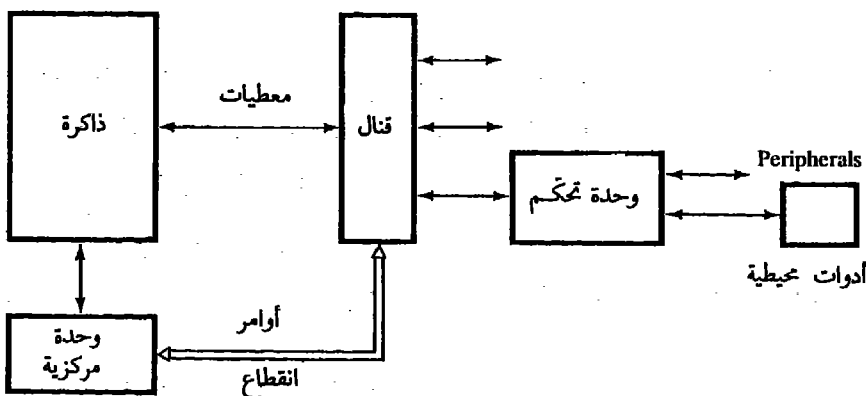 ذاكرة
معطيات
قنال
وحدة تحكّم
Peripherals
أدوات محيطية
وحدة
مركزية
أوامر
انقطاع